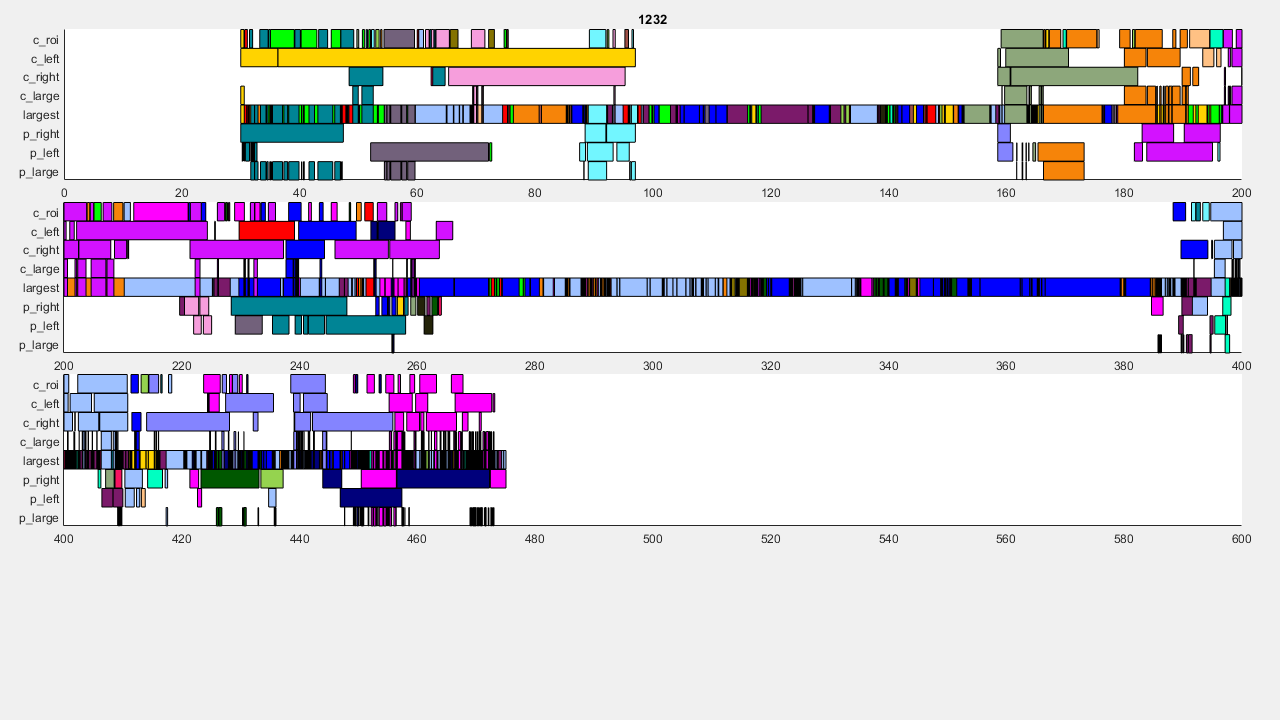 1232
c_roi
c_left
c_right
c_large
largest
p_right
p_left
p_large
0 20 40 60 80 100 120 140 160 180 200
c_roi
c_left
c_right
c_large
largest
p_right
p_left
p_large
200 220 240 260 280 300 320 340 360 380 400
c_roi
c_left
c_right
c_large
largest
p_right
p_left
p_large
400 420 440 460 480 500 520 540 560 580 600